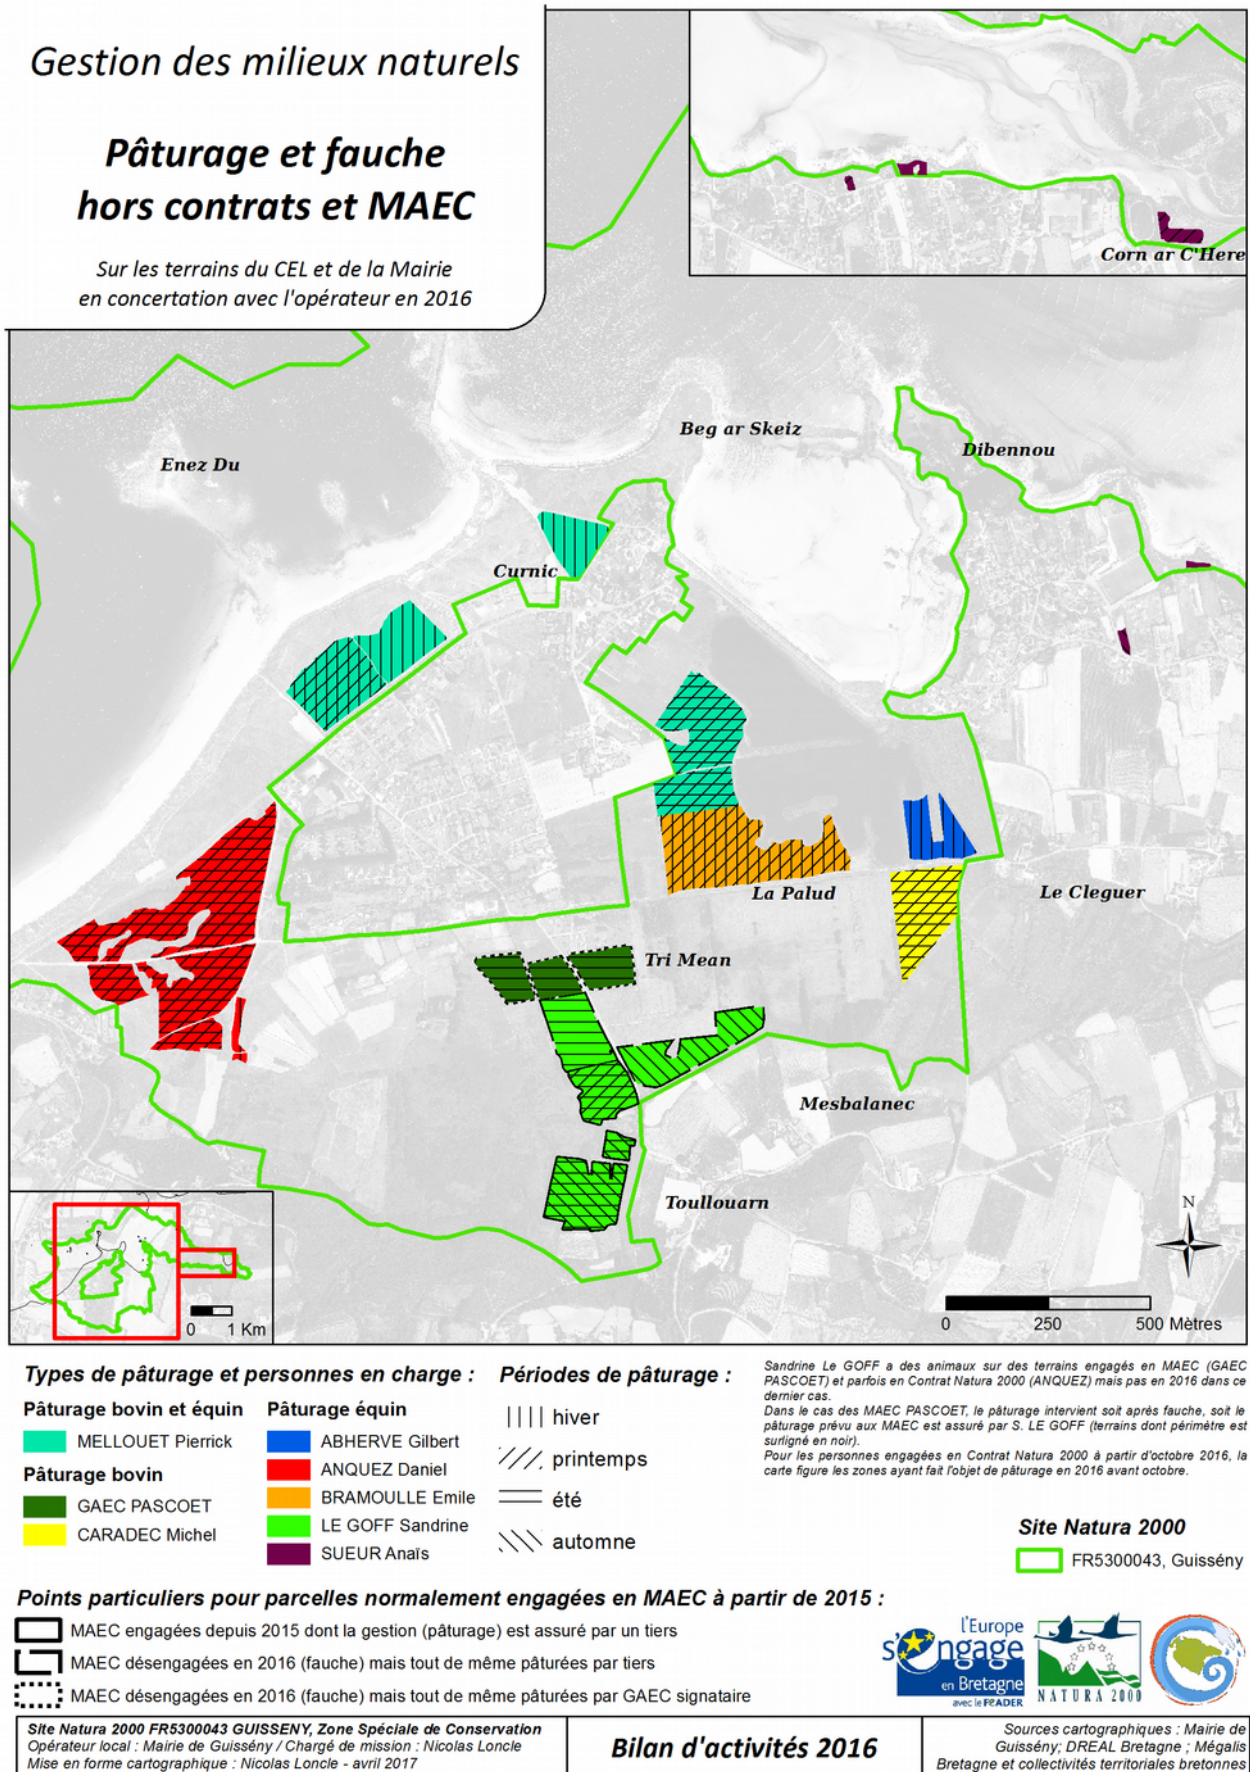 Gestion des milieux naturels
Pâturage et fauche
hors contrats et MAEC
Sur les terrains du CEL et de la Mairie
en concertation avec l'opérateur en 2016
Corn ar C'Here
Beg ar Skeiz
Dibennou
Enez Du
Curnic
La Palud
Le Cleguer
Tri Mean
Mesbalanec
Toullouarn
N
0 250 500 Mètres
0 1 Km
Types de pâturage et personnes en charge :
Pâturage bovin et équin
MELLOUET Pierrick
Pâturage bovin
GAEC PASCOET
CARADEC Michel
Pâturage équin
ABHERVE Gilbert
ANQUEZ Daniel
BRAMOULLE Emile
LE GOFF Sandrine
SUEUR Anaïs
Périodes de pâturage :
hiver
printemps
été
automne
Sandrine Le GOFF a des animaux sur des terrains engagés en MAEC (GAEC
PASCOET) et parfois en Contrat Natura 2000 (ANQUEZ) mais pas en 2016 dans ce
dernier cas.
Dans le cas des MAEC PASCOET, le pâturage intervient soit après fauche, soit le
pâturage prévu aux MAEC est assuré par S. LE GOFF (terrains dont périmètre est
surligné en noir).
Pour les personnes engagées en Contrat Natura 2000 à partir d'octobre 2016, la
carte figure les zones ayant fait l'objet de pâturage en 2016 avant octobre.
Site Natura 2000
FR5300043, Guissény
Points particuliers pour parcelles normalement engagées en MAEC à partir de 2015 :
MAEC engagées depuis 2015 dont la gestion (pâturage) est assuré par un tiers
MAEC désengagées en 2016 (fauche) mais tout de même pâturées par tiers
MAEC désengagées en 2016 (fauche) mais tout de même pâturées par GAEC signataire
l'Europe
s'engage
en Bretagne
avec le FEADER
NATURA 2000
Site Natura 2000 FR5300043 GUISSENY, Zone Spéciale de Conservation
Opérateur local : Mairie de Guissény / Chargé de mission : Nicolas Loncle
Mise en forme cartographique : Nicolas Loncle - avril 2017
Bilan d'activités 2016
Sources cartographiques : Mairie de
Guissény; DREAL Bretagne ; Mégalis
Bretagne et collectivités territoriales bretonnes